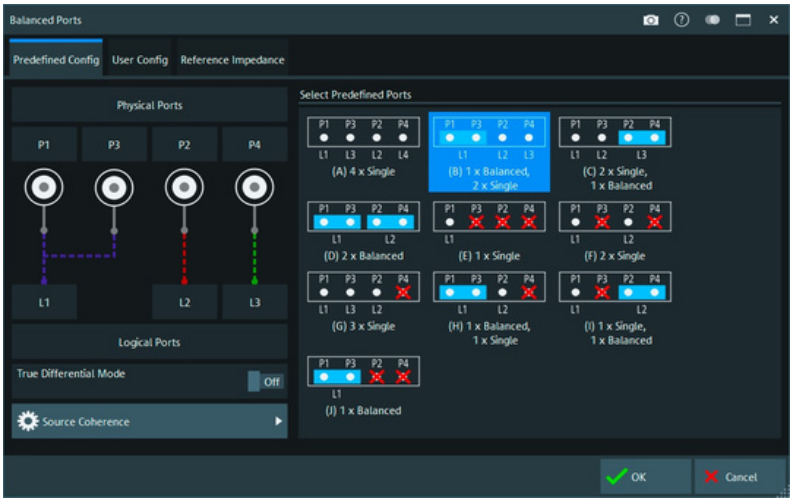 Balanced Ports
Predefined Config User Config Reference Impedance
Physical Ports
P1 P3 P2 P4
L1 L2 L3
Logical Ports
True Differential Mode
Off
Source Coherence
Select Predefined Ports
P1 P3 P2 P4
L1 L3 L2 L4
(A) 4 x Single
P1 P3 P2 P4
L1 L2 L3
(B) 1 x Balanced,
2 x Single
P1 P3 P2 P4
L1 L2 L3
(C) 2 x Single,
1 x Balanced
P1 P3 P2 P4
L1 L2
(D) 2 x Balanced
P1 P3 P2 P4
L1
(E) 1 x Single
P1 P3 P2 P4
L1 L2
(F) 2 x Single
P1 P3 P2 P4
L1 L3 L2
(G) 3 x Single
P1 P3 P2 P4
L1 L2
(H) 1 x Balanced,
1 x Single
P1 P3 P2 P4
L1 L2
(I) 1 x Single,
1 x Balanced
P1 P3 P2 P4
L1
(J) 1 x Balanced
OK Cancel